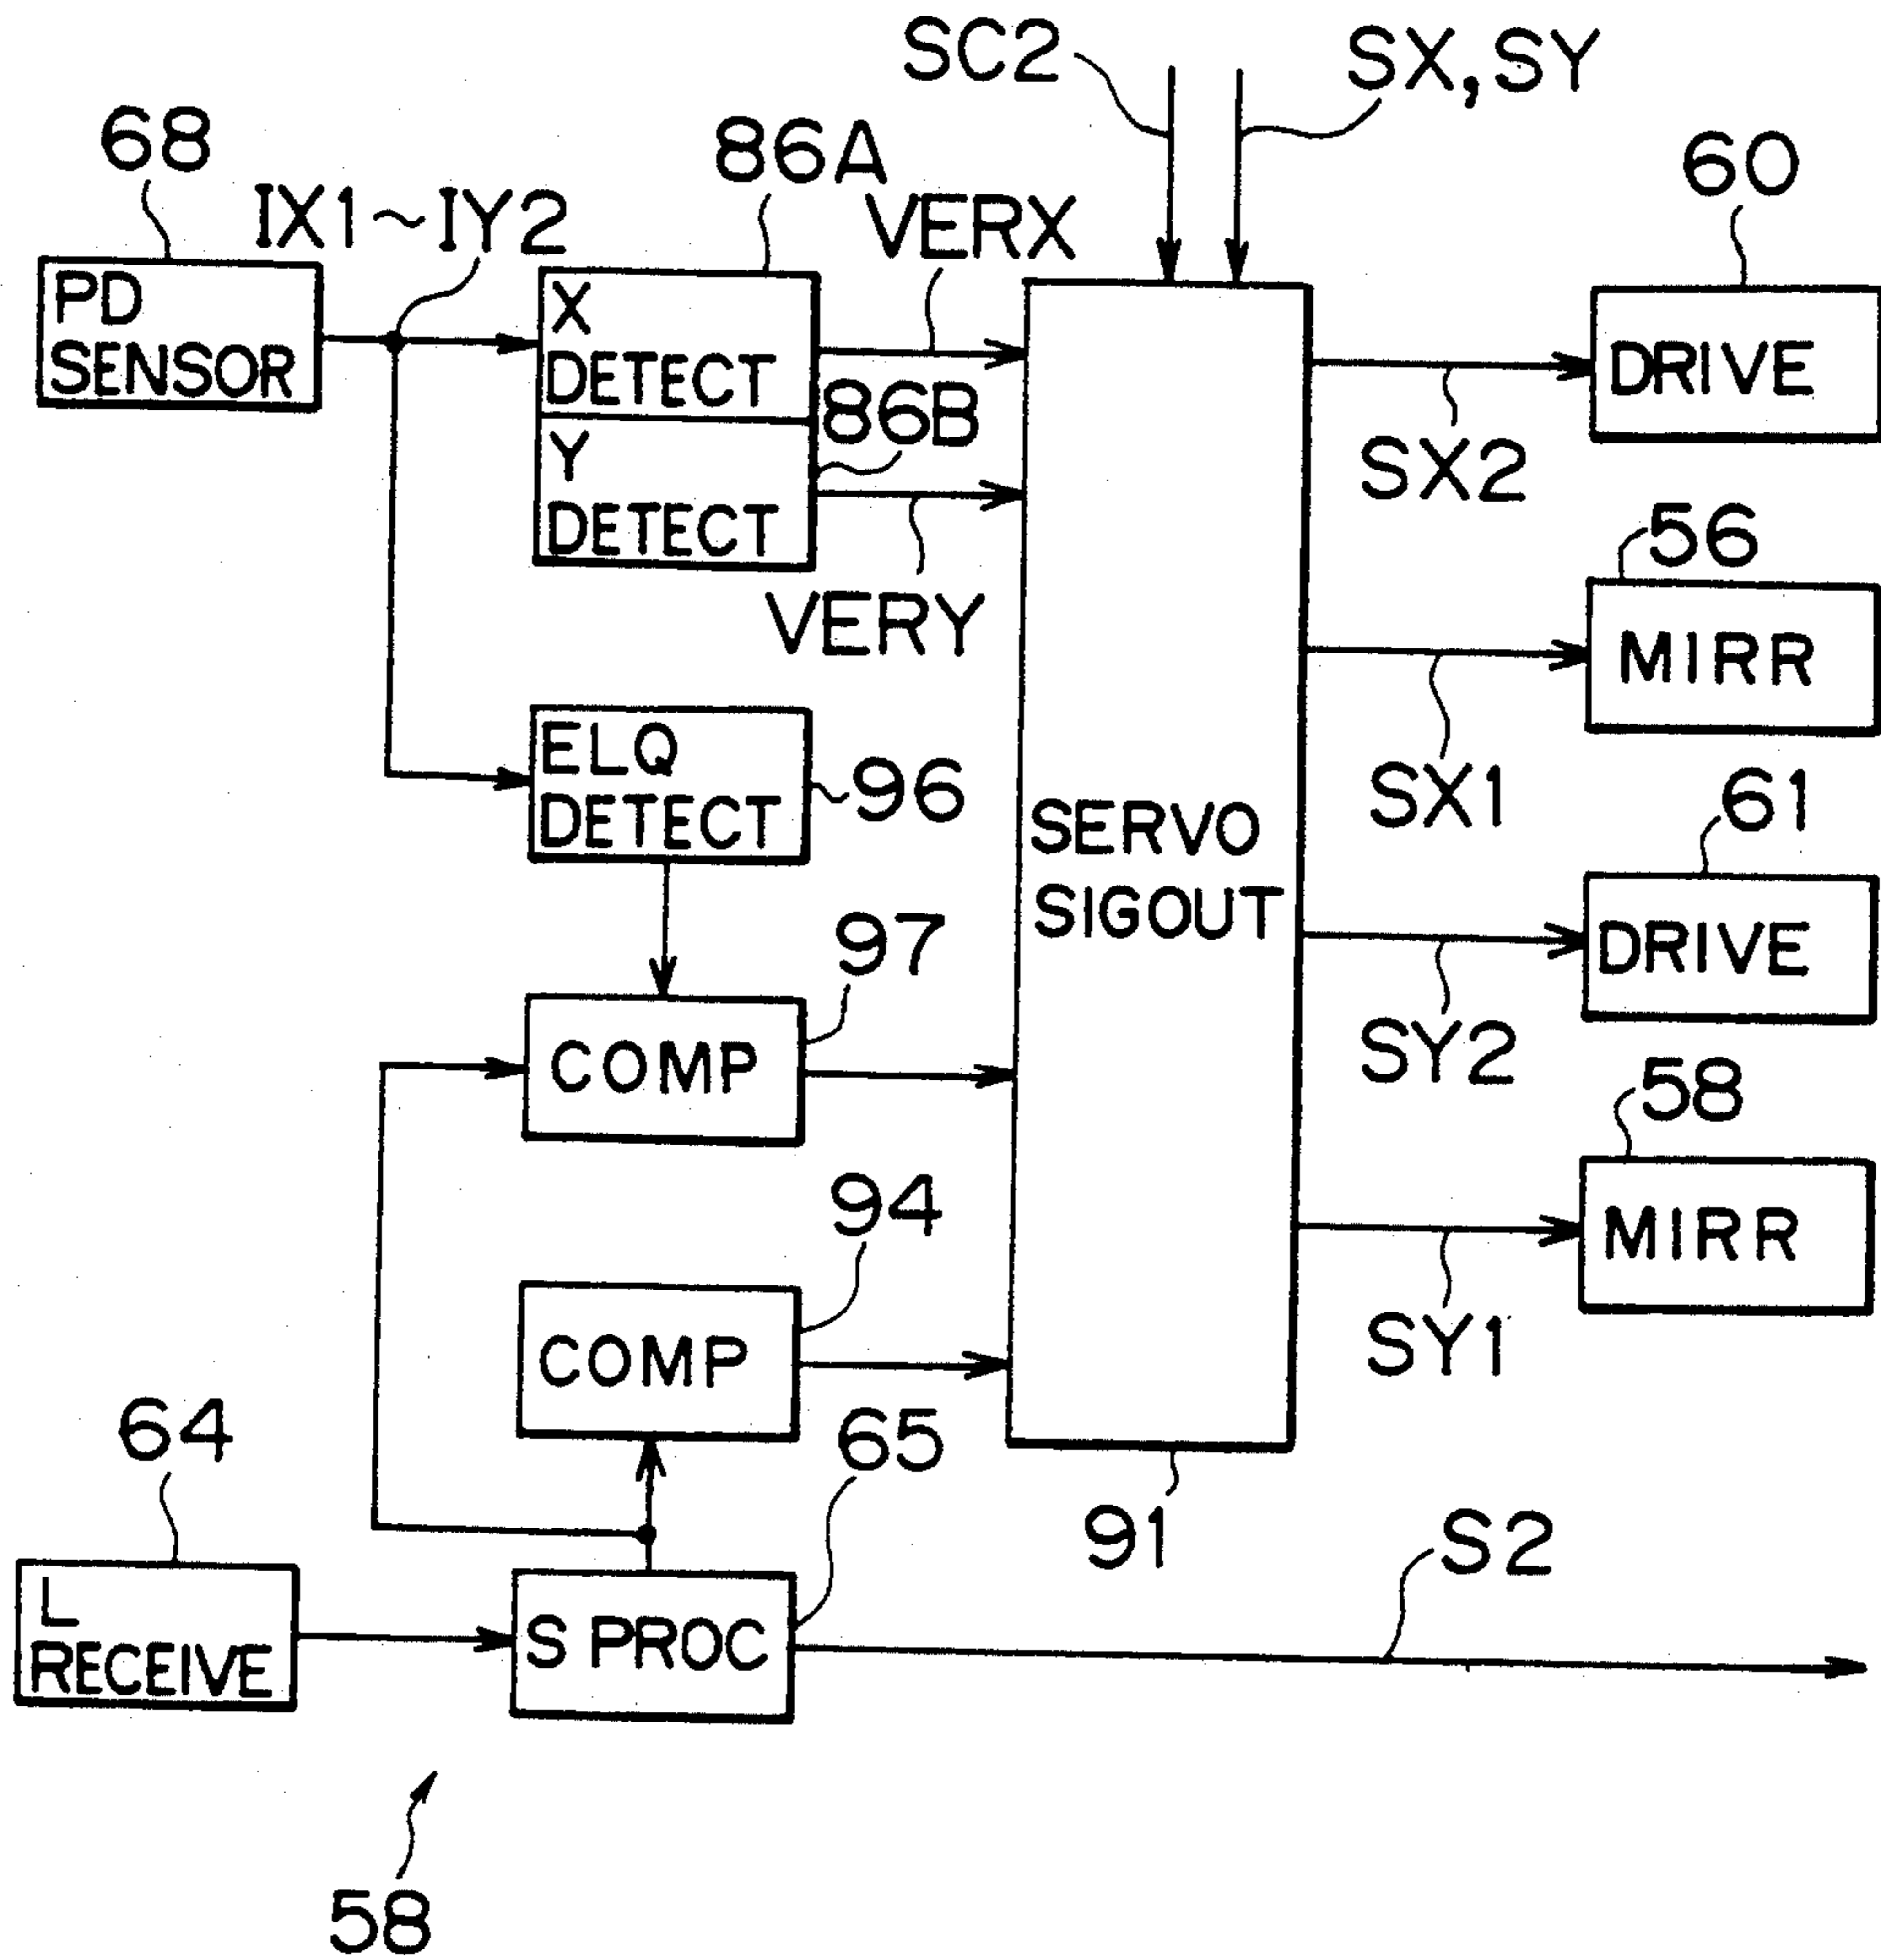 SC2
SX, SY
68
IX1~IY2
86A
VERX
60
PD
SENSOR
X
DETECT
86B
Y
DETECT
VERY
DRIVE
SX2
56
MIRR
SX1
ELQ
DETECT
96
SERVO
SIGOUT
61
DRIVE
SY2
97
COMP
58
MIRR
SY1
94
COMP
64
65
L
RECEIVE
S PROC
91
S2
58